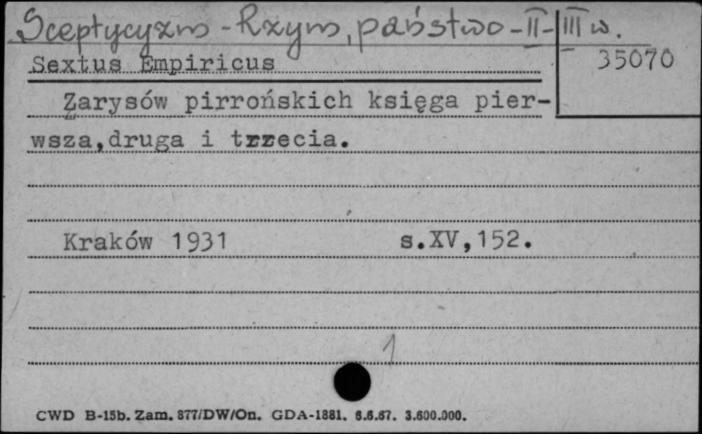 Sceptycyzm - Rzym, państwo - II - III w.
35070
Sextus Empiricus
Zarysów pirrońskich księga pier-
wsza, druga i trzecia.
Kraków 1931 s.XV,152.
1
CWD B-15b. Zam. 877/DW/On. GDA-1881. 6.6.67. 3.600.000.